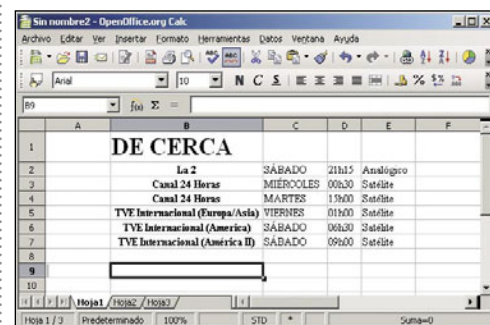 Sin nombre2 - OpenOffice.org Calc
Archivo Editar Ver Insertar Formato Herramientas Datos Ventana Ayuda
Arial 10 N C S
B9 f(x) Σ =
A B C D E F
1 DE CERCA
2 La 2 SÁBADO 21h15 Analógico
3 Canal 24 Horas MIÉRCOLES 00h30 Satélite
4 Canal 24 Horas MARTES 15h00 Satélite
5 TVE Internacional (Europa/Asia) VIERNES 01h00 Satélite
6 TVE Internacional (America) SÁBADO 06h30 Satélite
7 TVE Internacional (América II) SÁBADO 09h00 Satélite
8
9
10
Hoja1 Hoja2 Hoja3
Hoja 1 / 3 Predeterminado 100% STD * Suma=0